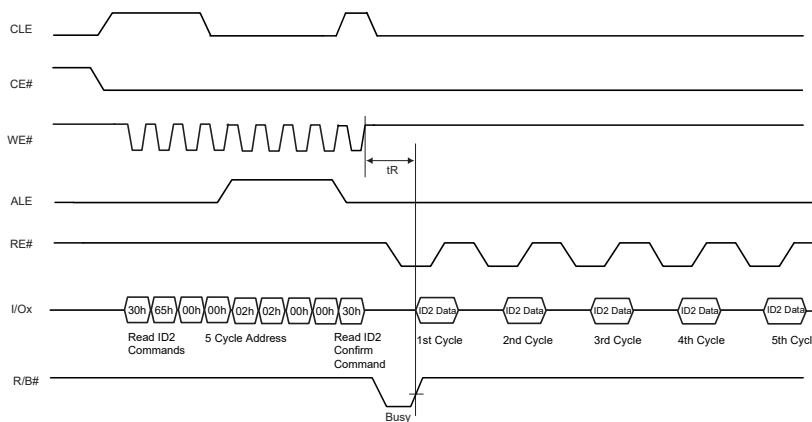 CLE
CE#
WE#
tR
ALE
RE#
I/Ox
30h 65h 00h 00h 02h 02h 00h 00h 30h ID2 Data ID2 Data ID2 Data ID2 Data ID2 Data
Read ID2
Commands
5 Cycle Address
Read ID2
Confirm
Command
1st Cycle
2nd Cycle
3rd Cycle
4th Cycle
5th Cycl
R/B#
Busy